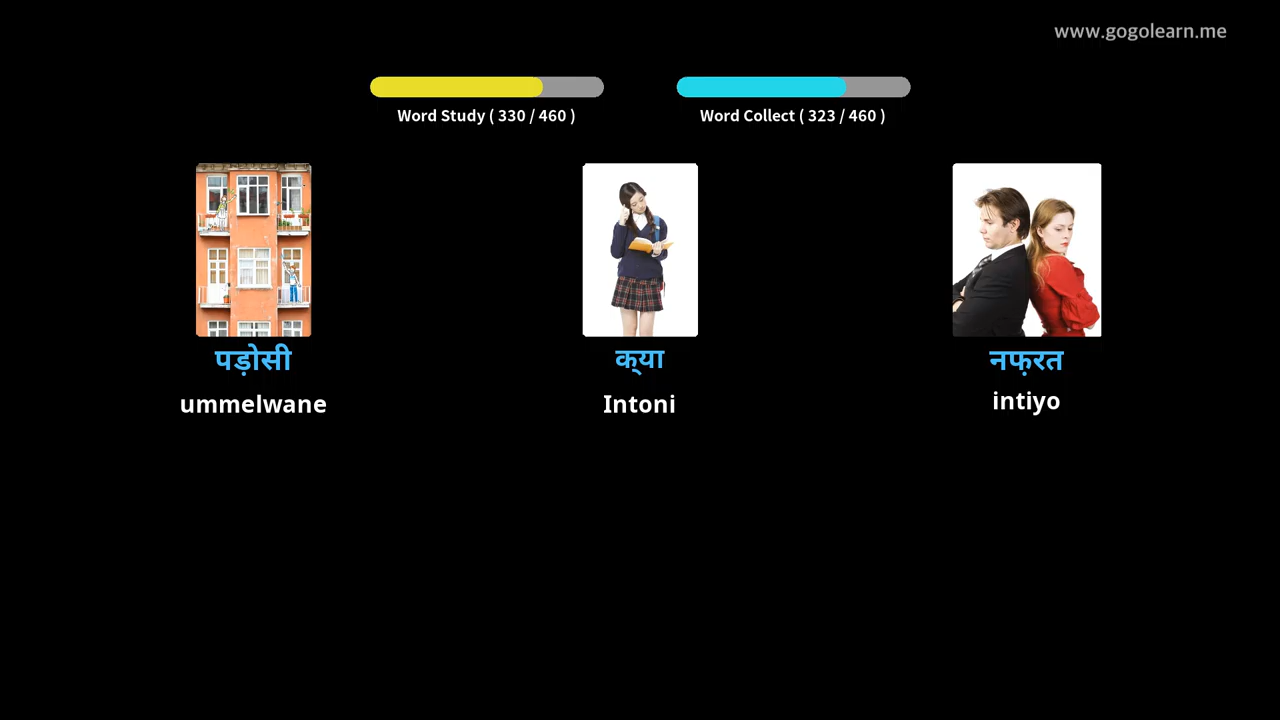 www.gogolearn.me
Word Study ( 330 / 460 )
Word Collect ( 323 / 460 )
पड़ोसी
क्या
नफ़रत
ummelwane
Intoni
intiyo